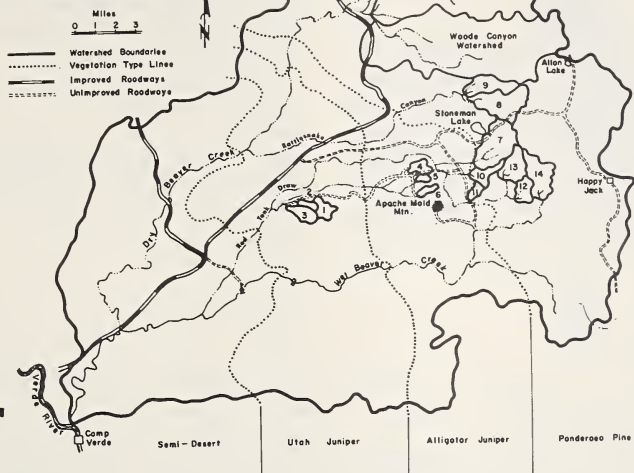 Miles
0 1 2 3
N
Watershed Boundaries
Vegetation Type Lines
Improved Roadways
Unimproved Roadways
Woods Canyon
Watershed
Allan
Lake
9
8
Canyon
Stoneman
Lake
7
Rattlesnake
Dry Beaver Creek
4
5
6
10
11
13
12
14
Happy
Jack
Apache Maid
Mtn.
Red Tank Draw
2
3
1
Wet Beaver Creek
Verde River
Camp
Verde
Semi-Desert
Utah Juniper
Alligator Juniper
Ponderosa Pine